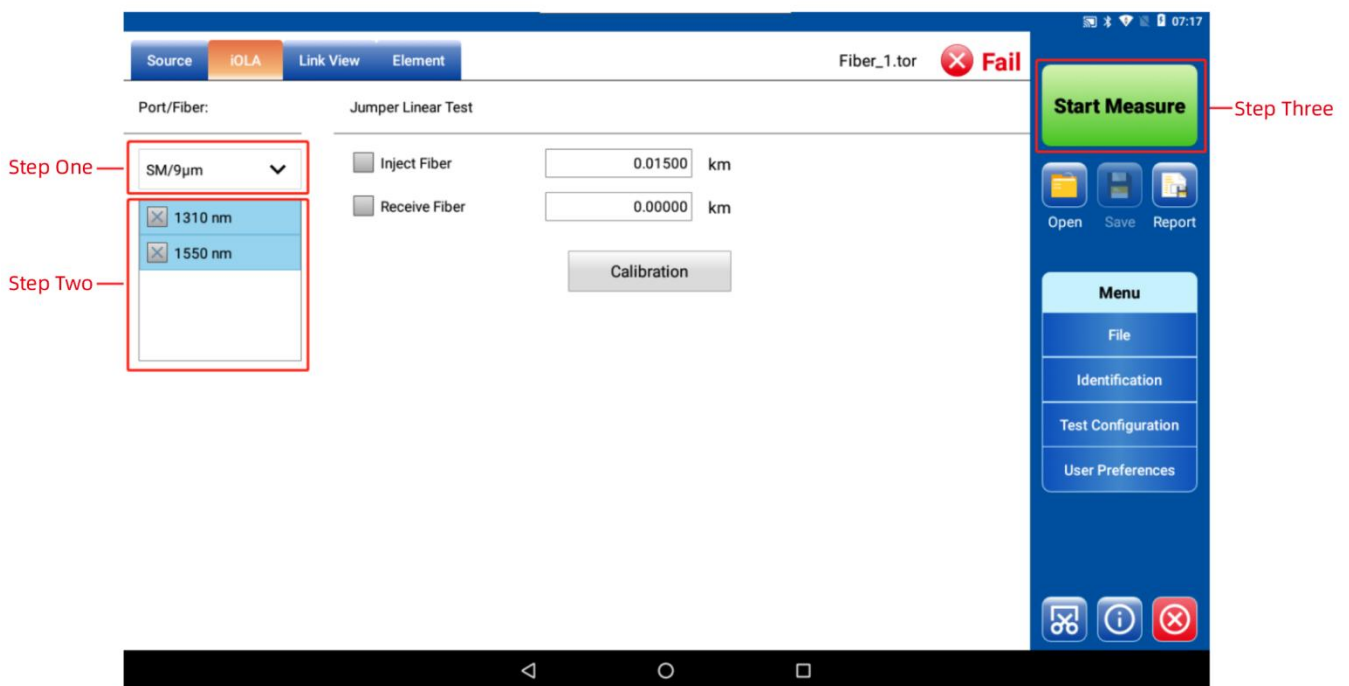 07:17
Source iOLA Link View Element Fiber_1.tor Fail
Port/Fiber: Jumper Linear Test
Start Measure
Step Three
Step One
SM/9µm
Inject Fiber 0.01500 km
Receive Fiber 0.00000 km
Step Two
1310 nm
1550 nm
Calibration
Open Save Report
Menu
File
Identification
Test Configuration
User Preferences